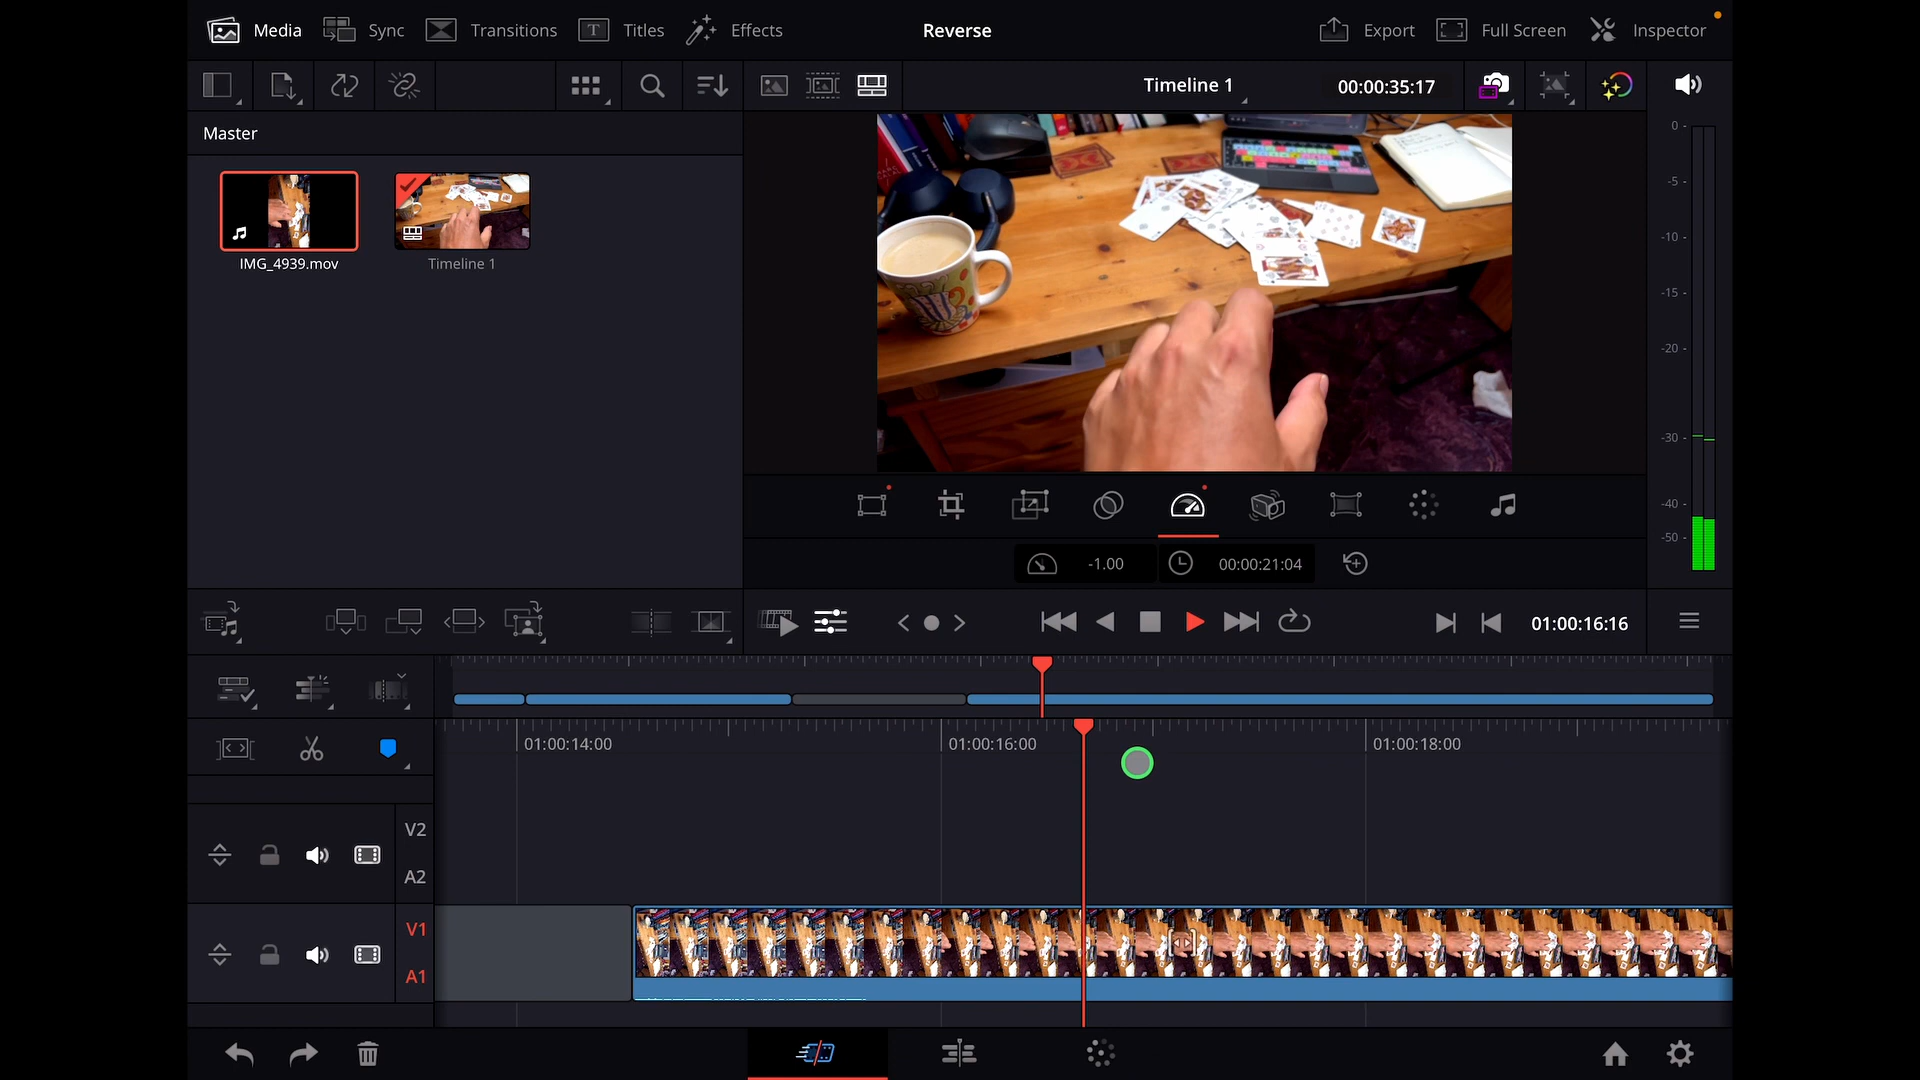 Media
Sync
Transitions
Titles
Effects
Reverse
Export
Full Screen
Inspector
Timeline 1
00:00:35:17
Master
IMG_4939.mov
Timeline 1
0
-5
-10
-15
-20
-30
-40
-50
-1.00
00:00:21:04
01:00:16:16
01:00:14:00
01:00:16:00
01:00:18:00
V2
A2
V1
A1